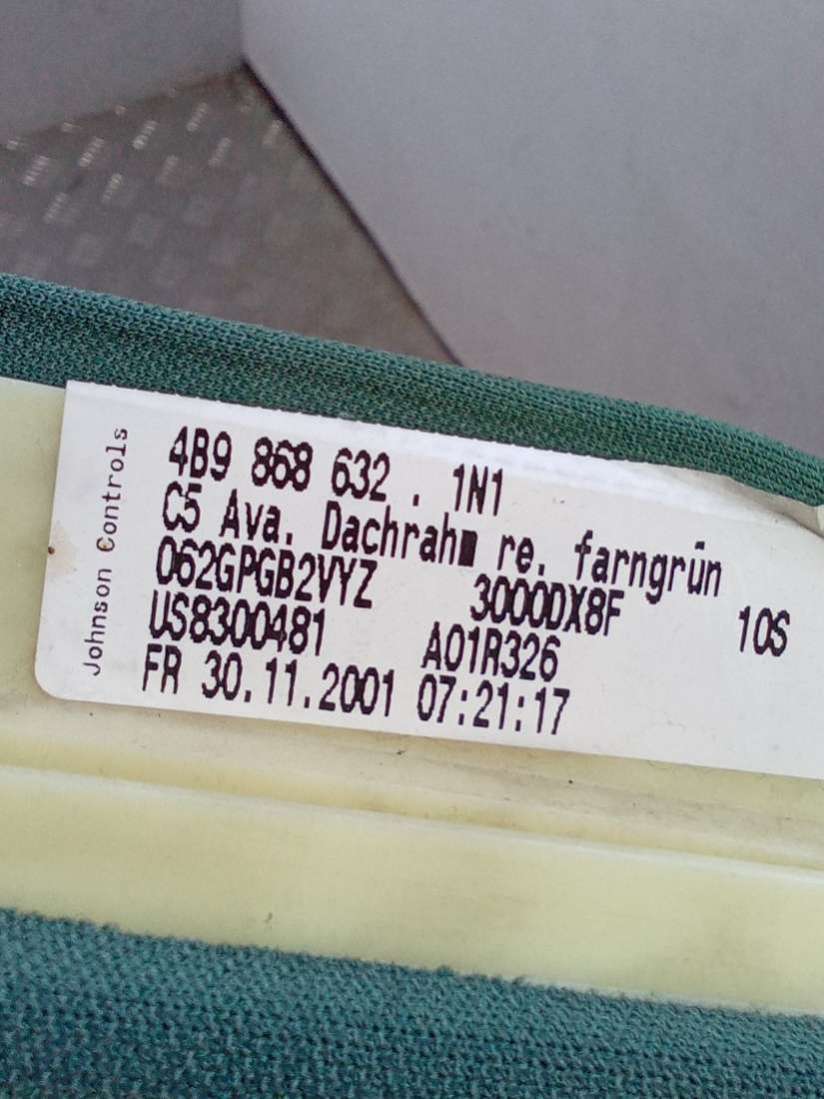 Johnson Controls
4B9 868 632 . 1N1
C5 Ava. Dachrahm re. farngrün
062GPGB2VYZ 3000DX8F 10S
US8300481 A01R326
FR 30.11.2001 07:21:17